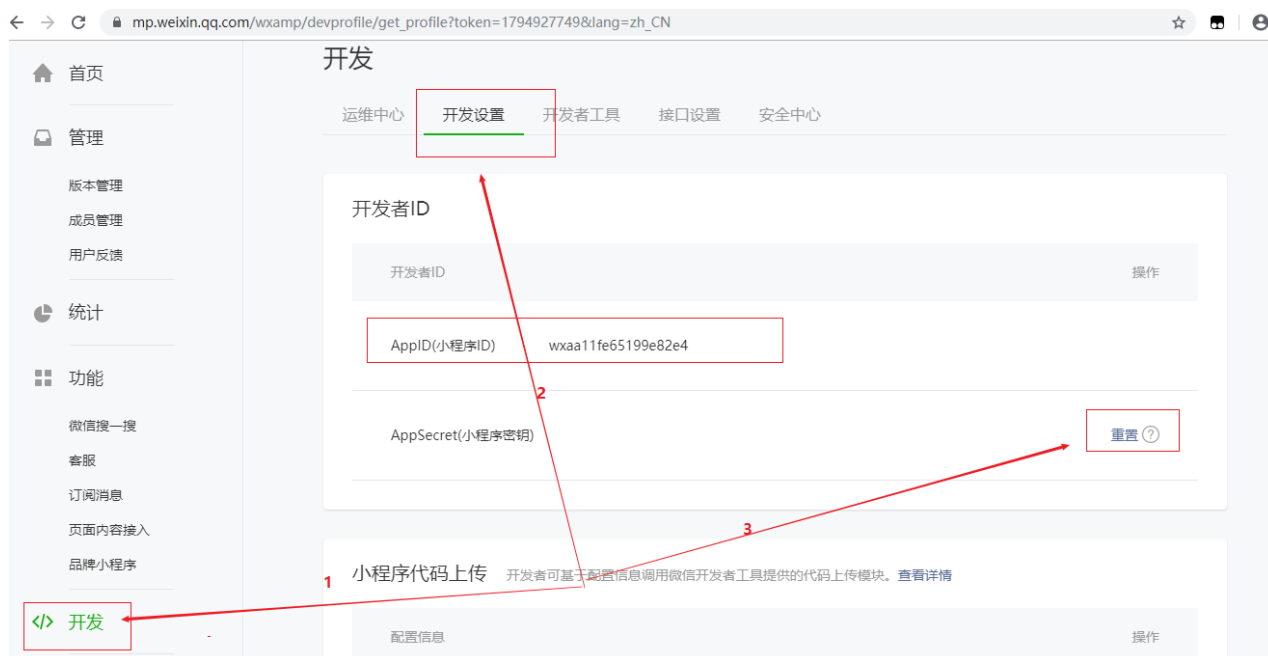 mp.weixin.qq.com/wxamp/devprofile/get_profile?token=1794927749&lang=zh_CN
首页
管理
版本管理
成员管理
用户反馈
统计
功能
微信搜一搜
客服
订阅消息
页面内容接入
品牌小程序
1
</> 开发
开发
运维中心 开发设置 开发者工具 接口设置 安全中心
开发者ID
开发者ID 操作
AppID(小程序ID) wxaa11fe65199e82e4
2
AppSecret(小程序密钥) 重置 ?
3
小程序代码上传 开发者可基于配置信息调用微信开发者工具提供的代码上传模块。查看详情
配置信息 操作